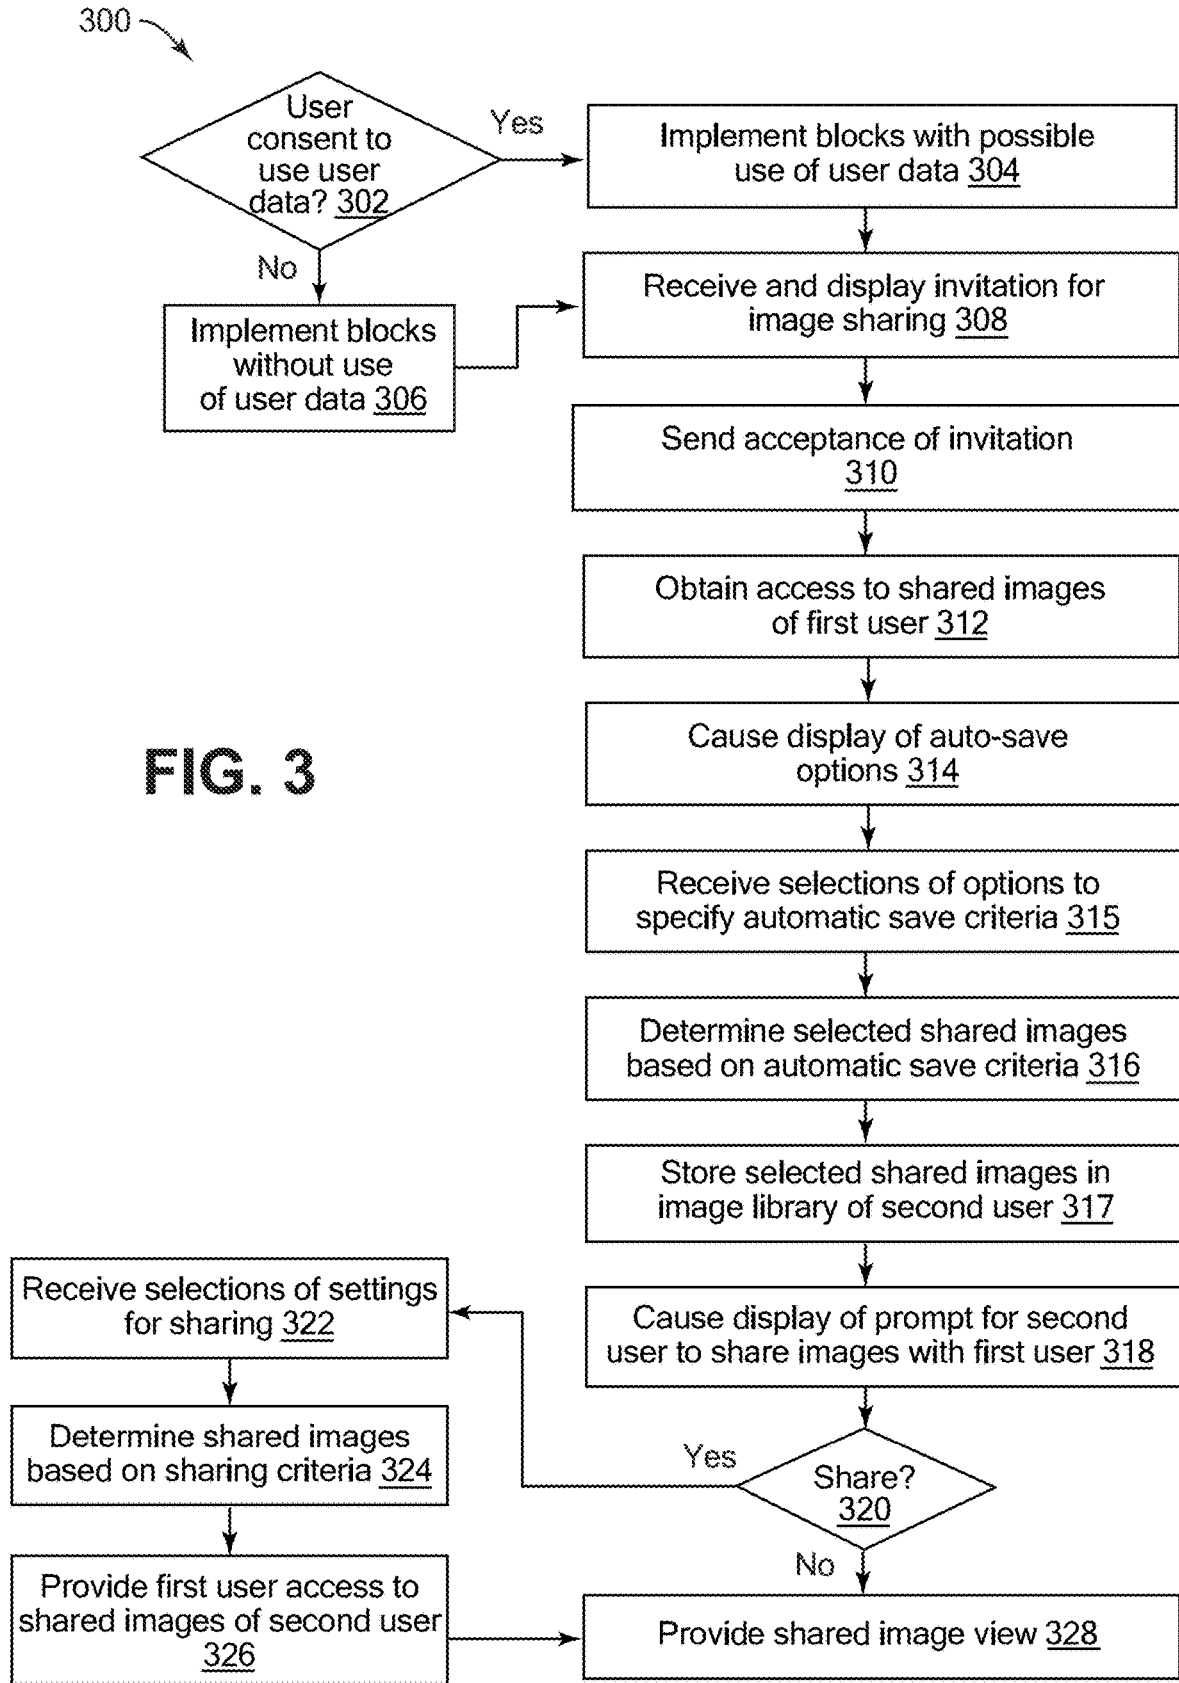 300
User
consent to
use user
data? 302
Yes
Implement blocks with possible
use of user data 304
No
Implement blocks
without use
of user data 306
Receive and display invitation for
image sharing 308
Send acceptance of invitation
310
Obtain access to shared images
of first user 312
FIG. 3
Cause display of auto-save
options 314
Receive selections of options to
specify automatic save criteria 315
Determine selected shared images
based on automatic save criteria 316
Store selected shared images in
image library of second user 317
Cause display of prompt for second
user to share images with first user 318
Share?
320
Yes
Receive selections of settings
for sharing 322
Determine shared images
based on sharing criteria 324
Provide first user access to
shared images of second user
326
No
Provide shared image view 328